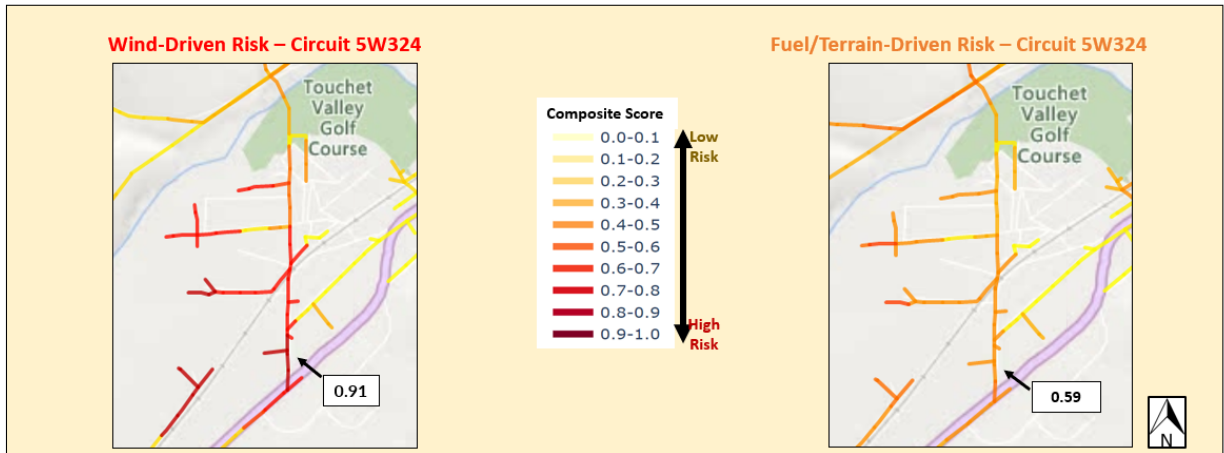 Wind-Driven Risk – Circuit 5W324
Fuel/Terrain-Driven Risk – Circuit 5W324
Touchet
Valley
Golf
Course
0.91
Composite Score
0.0-0.1
0.1-0.2
0.2-0.3
0.3-0.4
0.4-0.5
0.5-0.6
0.6-0.7
0.7-0.8
0.8-0.9
0.9-1.0
Low
Risk
High
Risk
Touchet
Valley
Golf
Course
0.59
N